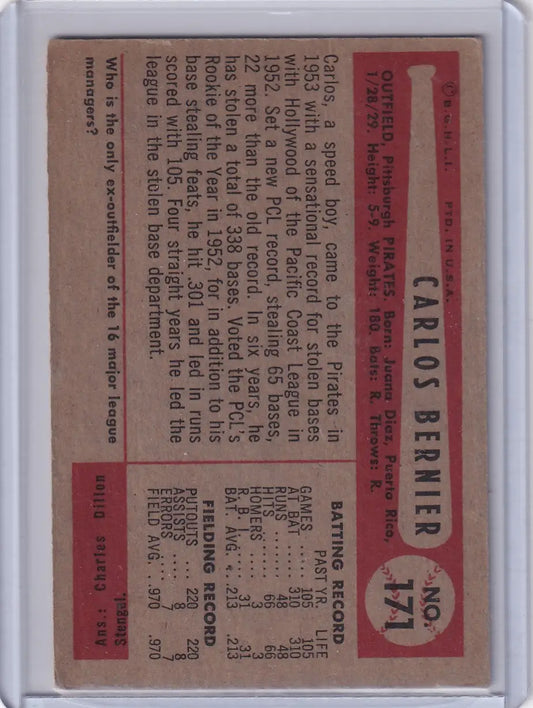 © B.G.H.L.I. PTD. IN U.S.A.
CARLOS BERNIER
NO.
171
OUTFIELD, Pittsburgh PIRATES. Born: Juana Diaz, Puerto Rico,
1/28/29. Height: 5-9. Weight: 180. Bats: R. Throws: R.
Carlos, a speed boy, came to the Pirates in
1953 with a sensational record for stolen bases
with Hollywood of the Pacific Coast League in
1952. Set a new PCL record, stealing 65 bases,
22 more than the old record. In six years, he
has stolen a total of 338 bases. Voted the PCL's
Rookie of the Year in 1952, for in addition to his
base stealing feats, he hit .301 and led in runs
scored with 105. Four straight years he led the
league in the stolen base department.
BATTING RECORD
PAST YR. LIFE
GAMES .... 105 105
AT BAT ... 310 310
RUNS ...... 48 48
HITS ....... 66 66
HOMERS .... 3 3
R. B. I. ..... 31 31
BAT. AVG. .. .213 .213
FIELDING RECORD
PUTOUTS .. 220 220
ASSISTS .... 8 8
ERRORS .... 7 7
FIELD AVG. . .970 .970
Who is the only ex-outfielder of the 16 major league
managers?
Ans.: Charles Dillon
Stengel.